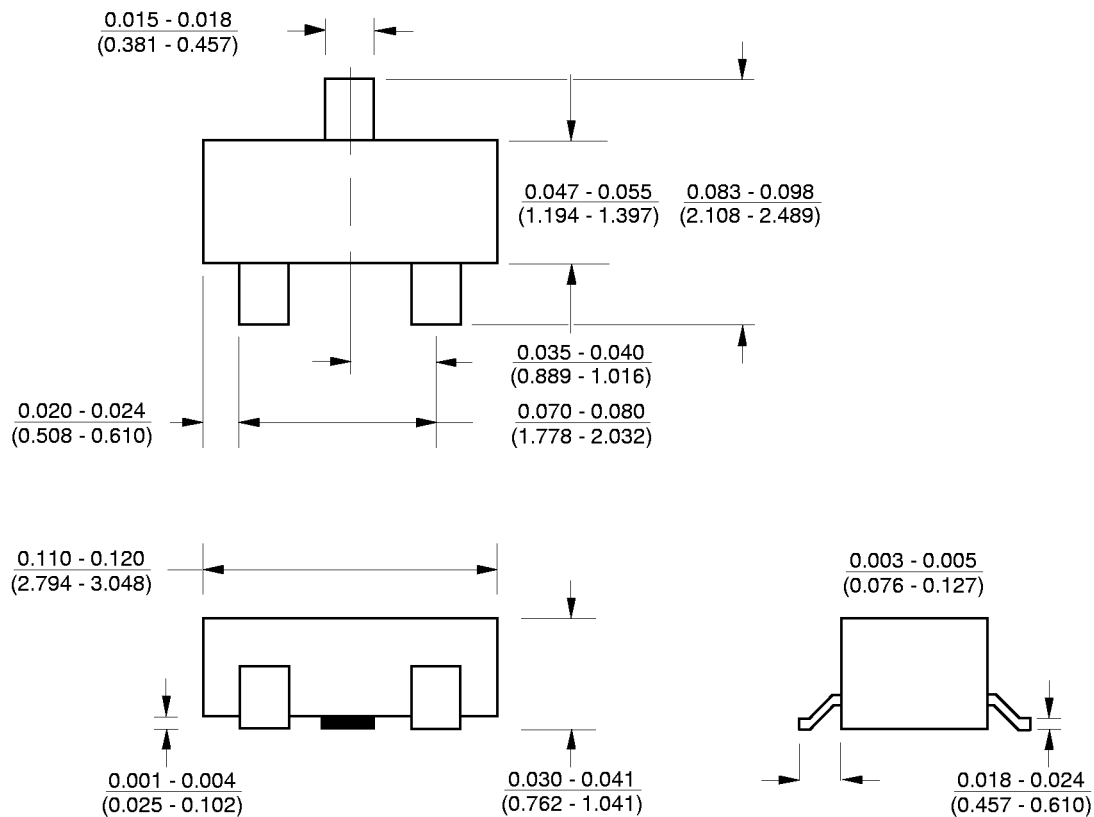 0.015 - 0.018
(0.381 - 0.457)
0.047 - 0.055
(1.194 - 1.397)
0.083 - 0.098
(2.108 - 2.489)
0.035 - 0.040
(0.889 - 1.016)
0.020 - 0.024
(0.508 - 0.610)
0.070 - 0.080
(1.778 - 2.032)
0.110 - 0.120
(2.794 - 3.048)
0.003 - 0.005
(0.076 - 0.127)
0.001 - 0.004
(0.025 - 0.102)
0.030 - 0.041
(0.762 - 1.041)
0.018 - 0.024
(0.457 - 0.610)